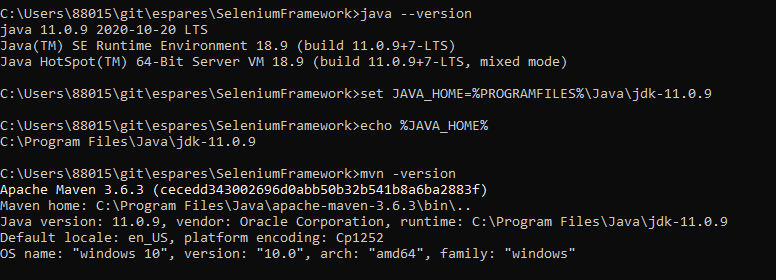 C:\Users\88015\git\espares\SeleniumFramework>java --version
java 11.0.9 2020-10-20 LTS
Java(TM) SE Runtime Environment 18.9 (build 11.0.9+7-LTS)
Java HotSpot(TM) 64-Bit Server VM 18.9 (build 11.0.9+7-LTS, mixed mode)
C:\Users\88015\git\espares\SeleniumFramework>set JAVA_HOME=%PROGRAMFILES%\Java\jdk-11.0.9
C:\Users\88015\git\espares\SeleniumFramework>echo %JAVA_HOME%
C:\Program Files\Java\jdk-11.0.9
C:\Users\88015\git\espares\SeleniumFramework>mvn -version
Apache Maven 3.6.3 (cecedd343002696d0abb50b32b541b8a6ba2883f)
Maven home: C:\Program Files\Java\apache-maven-3.6.3\bin\..
Java version: 11.0.9, vendor: Oracle Corporation, runtime: C:\Program Files\Java\jdk-11.0.9
Default locale: en_US, platform encoding: Cp1252
OS name: "windows 10", version: "10.0", arch: "amd64", family: "windows"